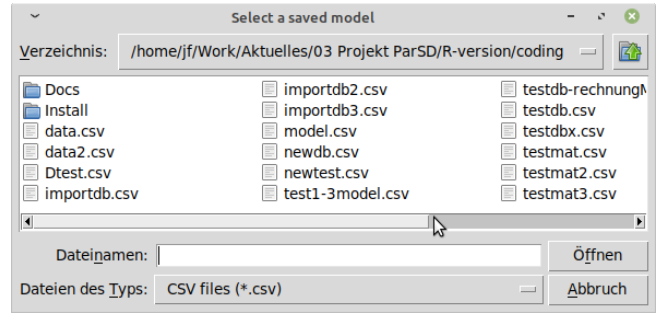 Select a saved model
Verzeichnis: /home/jf/Work/Aktuelles/03 Projekt ParSD/R-version/coding
Docs
Install
data.csv
data2.csv
Dtest.csv
importdb.csv
importdb2.csv
importdb3.csv
model.csv
newdb.csv
newtest.csv
test1-3model.csv
testdb-rechnungM
testdb.csv
testdbx.csv
testmat.csv
testmat2.csv
testmat3.csv
Dateinamen:
Öffnen
Dateien des Typs: CSV files (*.csv)
Abbruch